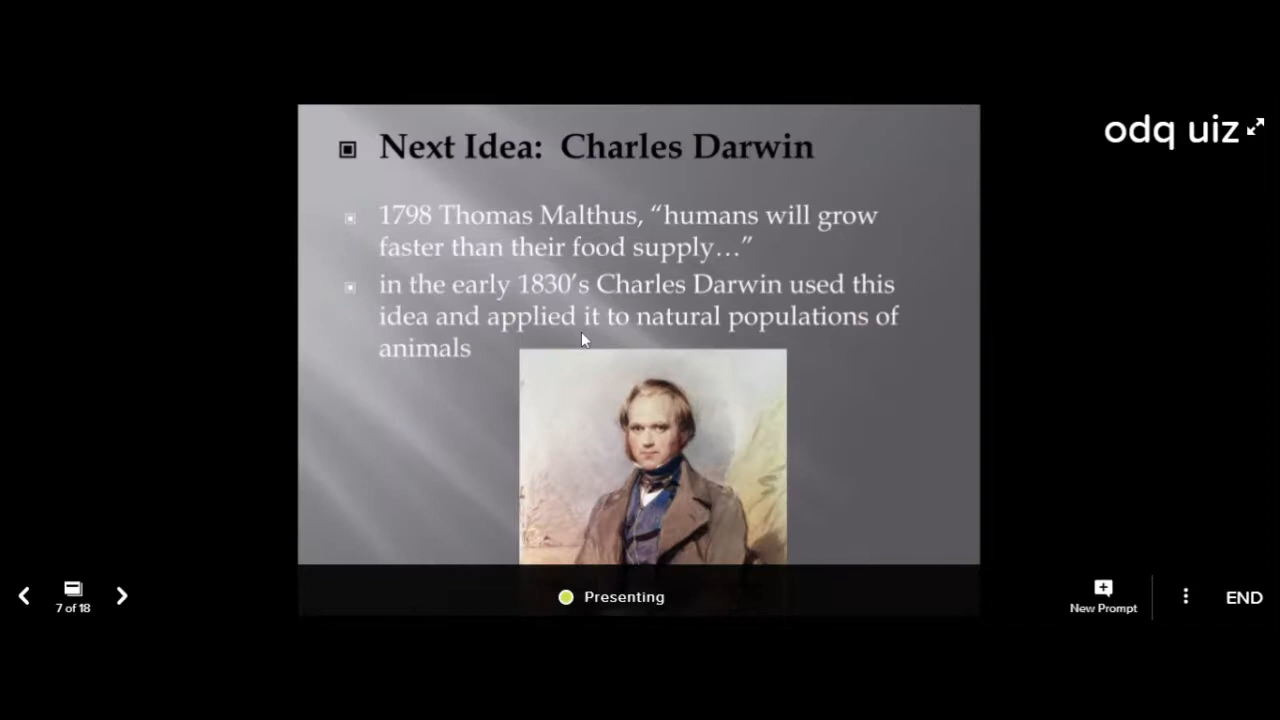 Next Idea: Charles Darwin
odq uiz
1798 Thomas Malthus, “humans will grow
faster than their food supply…”
in the early 1830’s Charles Darwin used this
idea and applied it to natural populations of
animals
7 of 18
Presenting
New Prompt
END